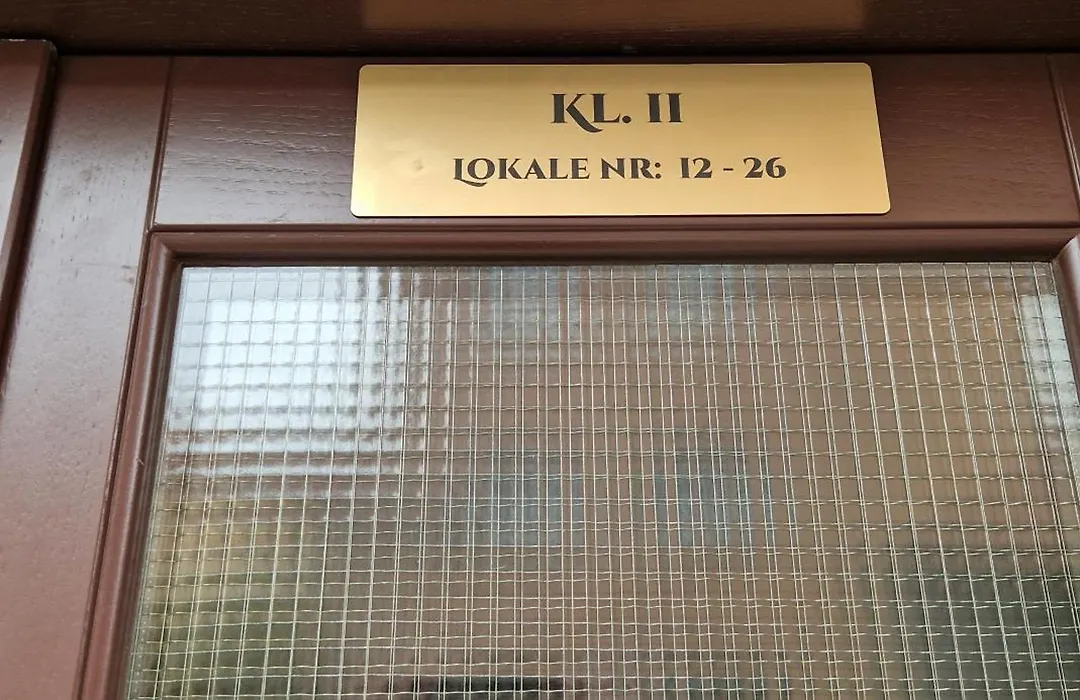 KL. II
LOKALE NR: 12 - 26